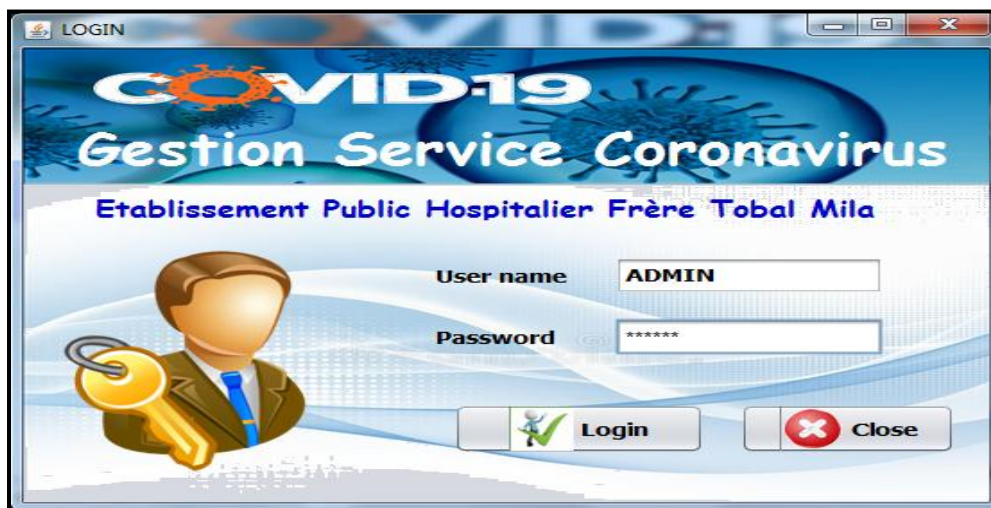 LOGIN
COVID-19
Gestion Service Coronavirus
Etablissement Public Hospitalier Frère Tobal Mila
User name ADMIN
Password ******
Login Close